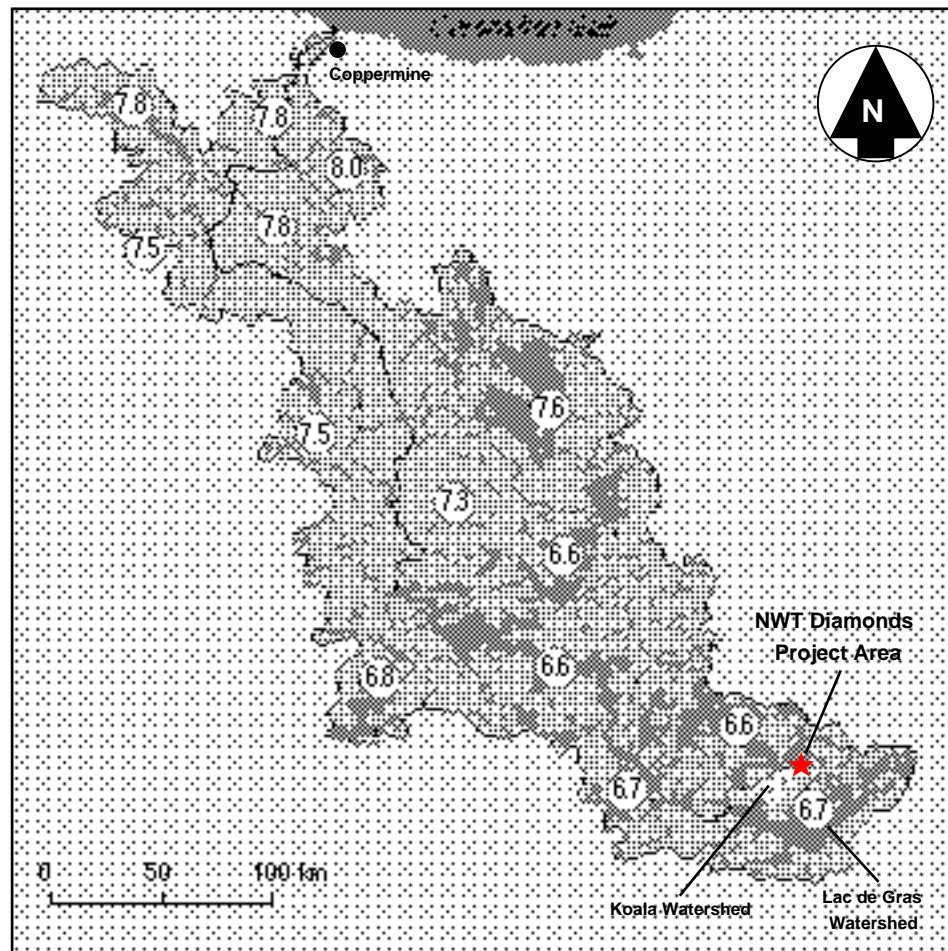 Coppermine
N
7.8
7.8
8.0
7.8
7.5
7.6
7.5
7.3
6.6
NWT Diamonds
Project Area
6.6
6.8
6.6
6.7
6.7
0 50 100 km
Koala Watershed
Lac de Gras
Watershed